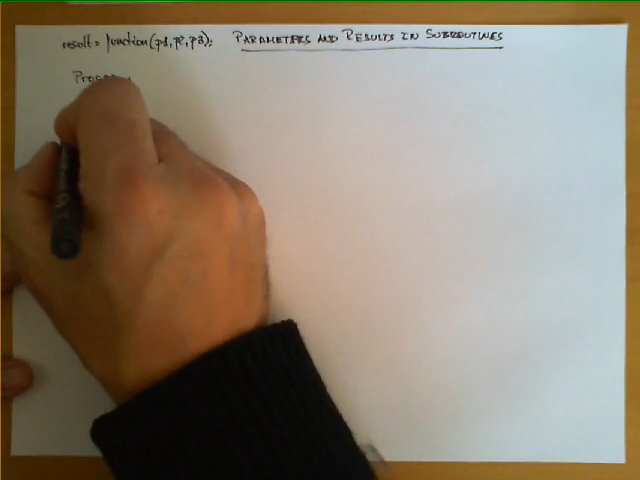 result = function(p1,p2,p3); PARAMETERS AND RESULTS IN SUBROUTINES